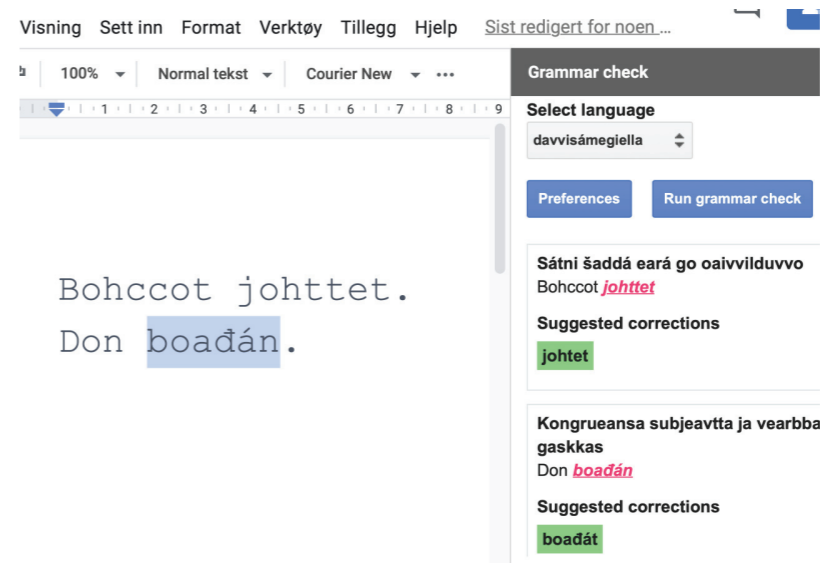 Visning Sett inn Format Verktøy Tillegg Hjelp Sist redigert for noen ...
100% Normal tekst Courier New ...
1 2 3 4 5 6 7 8 9
Bohccot johttet.
Don boađán.
Grammar check
Select language
davvisámegiella
Preferences Run grammar check
Sátni šaddá eará go oaivvilduvvo
Bohccot johttet
Suggested corrections
johtet
Kongrueansa subjeavtta ja vearbba
gaskkas
Don boađán
Suggested corrections
boađát